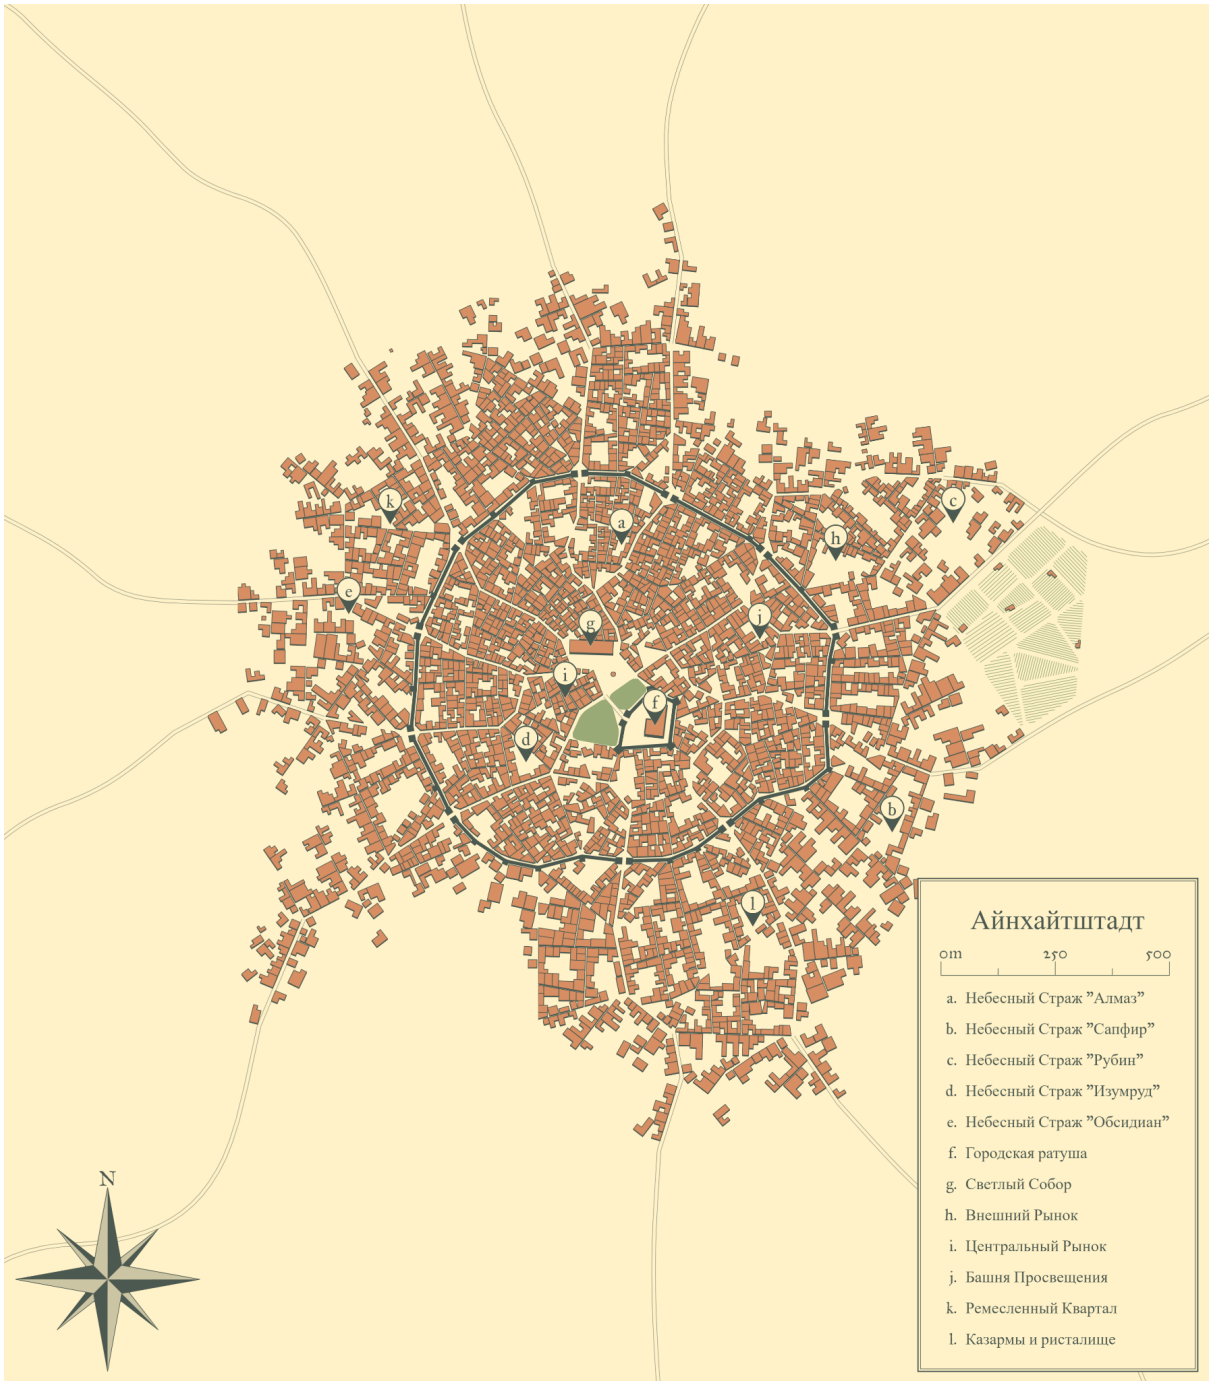 a
k
c
h
e
j
g
i
f
d
b
l
Айнхайтштадт
0m 250 500
a. Небесный Страж "Алмаз"
b. Небесный Страж "Сапфир"
c. Небесный Страж "Рубин"
d. Небесный Страж "Изумруд"
e. Небесный Страж "Обсидиан"
f. Городская ратуша
g. Светлый Собор
h. Внешний Рынок
i. Центральный Рынок
j. Башня Просвещения
k. Ремесленный Квартал
l. Казармы и ристалище
N